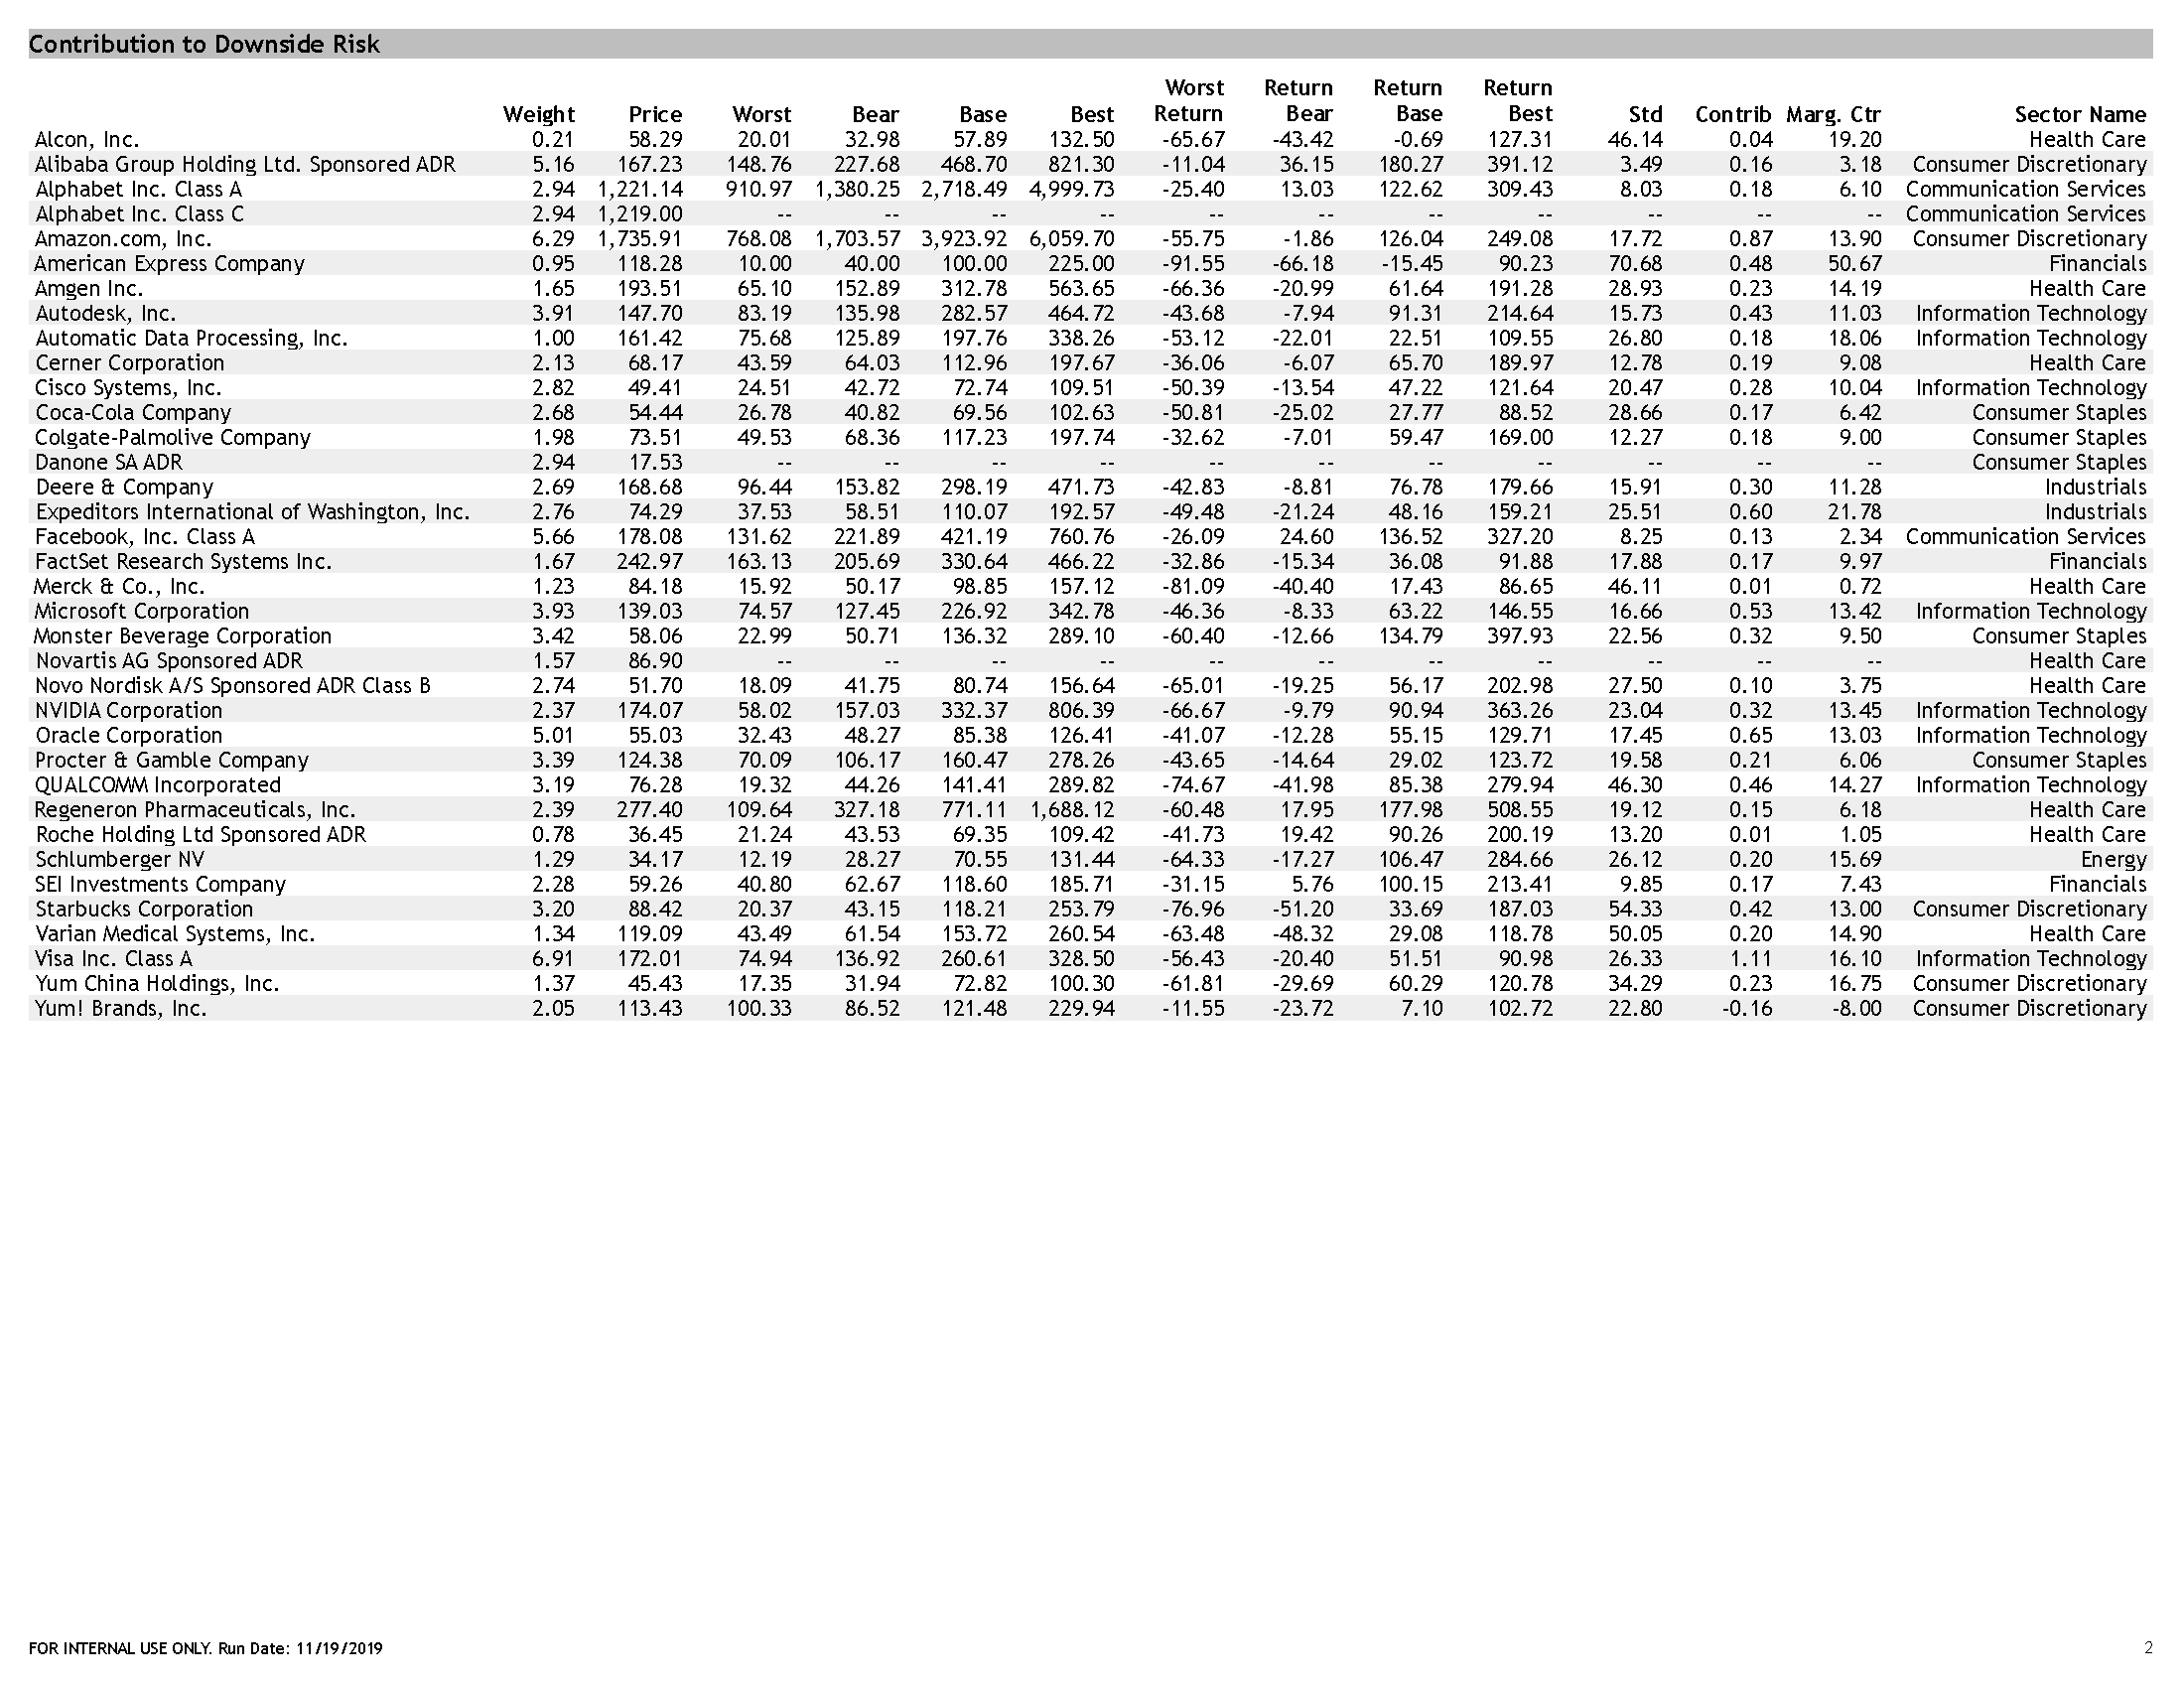 Contribution to Downside Risk
Worst Return Return Return
Weight Price Worst Bear Base Best Return Bear Base Best Std Contrib Marg. Ctr Sector Name
Alcon, Inc. 0.21 58.29 20.01 32.98 57.89 132.50 -65.67 -43.42 -0.69 127.31 46.14 0.04 19.20 Health Care
Alibaba Group Holding Ltd. Sponsored ADR 5.16 167.23 148.76 227.68 468.70 821.30 -11.04 36.15 180.27 391.12 3.49 0.16 3.18 Consumer Discretionary
Alphabet Inc. Class A 2.94 1,221.14 910.97 1,380.25 2,718.49 4,999.73 -25.40 13.03 122.62 309.43 8.03 0.18 6.10 Communication Services
Alphabet Inc. Class C 2.94 1,219.00 -- -- -- -- -- -- -- -- -- -- -- Communication Services
Amazon.com, Inc. 6.29 1,735.91 768.08 1,703.57 3,923.92 6,059.70 -55.75 -1.86 126.04 249.08 17.72 0.87 13.90 Consumer Discretionary
American Express Company 0.95 118.28 10.00 40.00 100.00 225.00 -91.55 -66.18 -15.45 90.23 70.68 0.48 50.67 Financials
Amgen Inc. 1.65 193.51 65.10 152.89 312.78 563.65 -66.36 -20.99 61.64 191.28 28.93 0.23 14.19 Health Care
Autodesk, Inc. 3.91 147.70 83.19 135.98 282.57 464.72 -43.68 -7.94 91.31 214.64 15.73 0.43 11.03 Information Technology
Automatic Data Processing, Inc. 1.00 161.42 75.68 125.89 197.76 338.26 -53.12 -22.01 22.51 109.55 26.80 0.18 18.06 Information Technology
Cerner Corporation 2.13 68.17 43.59 64.03 112.96 197.67 -36.06 -6.07 65.70 189.97 12.78 0.19 9.08 Health Care
Cisco Systems, Inc. 2.82 49.41 24.51 42.72 72.74 109.51 -50.39 -13.54 47.22 121.64 20.47 0.28 10.04 Information Technology
Coca-Cola Company 2.68 54.44 26.78 40.82 69.56 102.63 -50.81 -25.02 27.77 88.52 28.66 0.17 6.42 Consumer Staples
Colgate-Palmolive Company 1.98 73.51 49.53 68.36 117.23 197.74 -32.62 -7.01 59.47 169.00 12.27 0.18 9.00 Consumer Staples
Danone SA ADR 2.94 17.53 -- -- -- -- -- -- -- -- -- -- -- Consumer Staples
Deere & Company 2.69 168.68 96.44 153.82 298.19 471.73 -42.83 -8.81 76.78 179.66 15.91 0.30 11.28 Industrials
Expeditors International of Washington, Inc. 2.76 74.29 37.53 58.51 110.07 192.57 -49.48 -21.24 48.16 159.21 25.51 0.60 21.78 Industrials
Facebook, Inc. Class A 5.66 178.08 131.62 221.89 421.19 760.76 -26.09 24.60 136.52 327.20 8.25 0.13 2.34 Communication Services
FactSet Research Systems Inc. 1.67 242.97 163.13 205.69 330.64 466.22 -32.86 -15.34 36.08 91.88 17.88 0.17 9.97 Financials
Merck & Co., Inc. 1.23 84.18 15.92 50.17 98.85 157.12 -81.09 -40.40 17.43 86.65 46.11 0.01 0.72 Health Care
Microsoft Corporation 3.93 139.03 74.57 127.45 226.92 342.78 -46.36 -8.33 63.22 146.55 16.66 0.53 13.42 Information Technology
Monster Beverage Corporation 3.42 58.06 22.99 50.71 136.32 289.10 -60.40 -12.66 134.79 397.93 22.56 0.32 9.50 Consumer Staples
Novartis AG Sponsored ADR 1.57 86.90 -- -- -- -- -- -- -- -- -- -- -- Health Care
Novo Nordisk A/S Sponsored ADR Class B 2.74 51.70 18.09 41.75 80.74 156.64 -65.01 -19.25 56.17 202.98 27.50 0.10 3.75 Health Care
NVIDIA Corporation 2.37 174.07 58.02 157.03 332.37 806.39 -66.67 -9.79 90.94 363.26 23.04 0.32 13.45 Information Technology
Oracle Corporation 5.01 55.03 32.43 48.27 85.38 126.41 -41.07 -12.28 55.15 129.71 17.45 0.65 13.03 Information Technology
Procter & Gamble Company 3.39 124.38 70.09 106.17 160.47 278.26 -43.65 -14.64 29.02 123.72 19.58 0.21 6.06 Consumer Staples
QUALCOMM Incorporated 3.19 76.28 19.32 44.26 141.41 289.82 -74.67 -41.98 85.38 279.94 46.30 0.46 14.27 Information Technology
Regeneron Pharmaceuticals, Inc. 2.39 277.40 109.64 327.18 771.11 1,688.12 -60.48 17.95 177.98 508.55 19.12 0.15 6.18 Health Care
Roche Holding Ltd Sponsored ADR 0.78 36.45 21.24 43.53 69.35 109.42 -41.73 19.42 90.26 200.19 13.20 0.01 1.05 Health Care
Schlumberger NV 1.29 34.17 12.19 28.27 70.55 131.44 -64.33 -17.27 106.47 284.66 26.12 0.20 15.69 Energy
SEI Investments Company 2.28 59.26 40.80 62.67 118.60 185.71 -31.15 5.76 100.15 213.41 9.85 0.17 7.43 Financials
Starbucks Corporation 3.20 88.42 20.37 43.15 118.21 253.79 -76.96 -51.20 33.69 187.03 54.33 0.42 13.00 Consumer Discretionary
Varian Medical Systems, Inc. 1.34 119.09 43.49 61.54 153.72 260.54 -63.48 -48.32 29.08 118.78 50.05 0.20 14.90 Health Care
Visa Inc. Class A 6.91 172.01 74.94 136.92 260.61 328.50 -56.43 -20.40 51.51 90.98 26.33 1.11 16.10 Information Technology
Yum China Holdings, Inc. 1.37 45.43 17.35 31.94 72.82 100.30 -61.81 -29.69 60.29 120.78 34.29 0.23 16.75 Consumer Discretionary
Yum! Brands, Inc. 2.05 113.43 100.33 86.52 121.48 229.94 -11.55 -23.72 7.10 102.72 22.80 -0.16 -8.00 Consumer Discretionary
FOR INTERNAL USE ONLY. Run Date: 11/19/2019 2